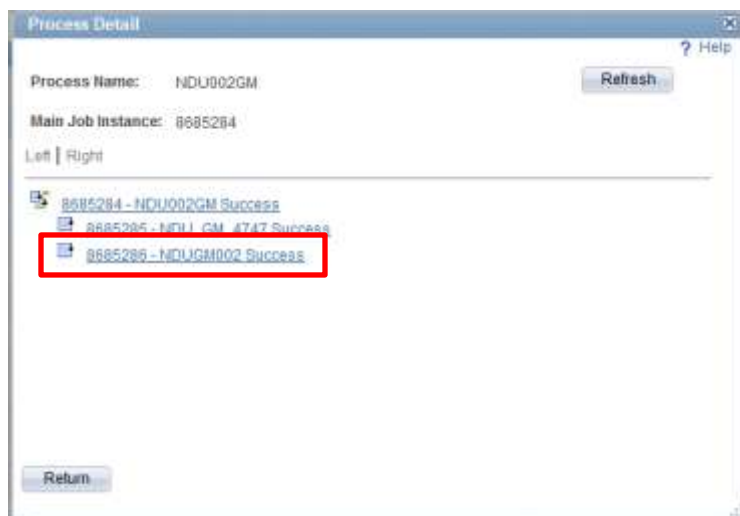 Process Detail
? Help
Process Name: NDU002GM
Refresh
Main Job Instance: 8685284
Left | Right
8685284 - NDU002GM Success
8685285 - NDU_GM_4747 Success
8685286 - NDUGM002 Success
Return